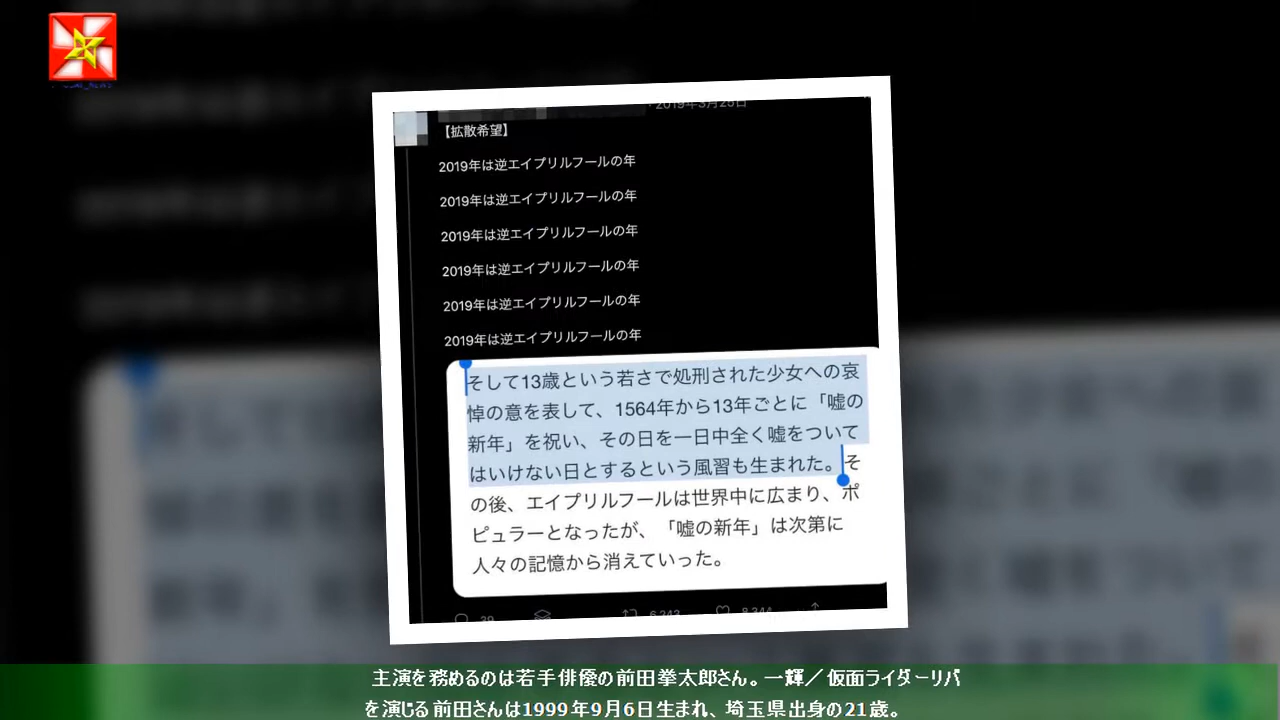 2019年3月25日
【拡散希望】
2019年は逆エイプリルフールの年
2019年は逆エイプリルフールの年
2019年は逆エイプリルフールの年
2019年は逆エイプリルフールの年
2019年は逆エイプリルフールの年
2019年は逆エイプリルフールの年
そして13歳という若さで処刑された少女への哀
悼の意を表して、1564年から13年ごとに「嘘の
新年」を祝い、その日を一日中全く嘘をついて
はいけない日とするという風習も生まれた。そ
の後、エイプリルフールは世界中に広まり、ポ
ピュラーとなったが、「嘘の新年」は次第に
人々の記憶から消えていった。
39 6,243 8,344
主演を務めるのは若手俳優の前田拳太郎さん。一輝／仮面ライダーリバ
を演じる前田さんは1999年9月6日生まれ、埼玉県出身の21歳。